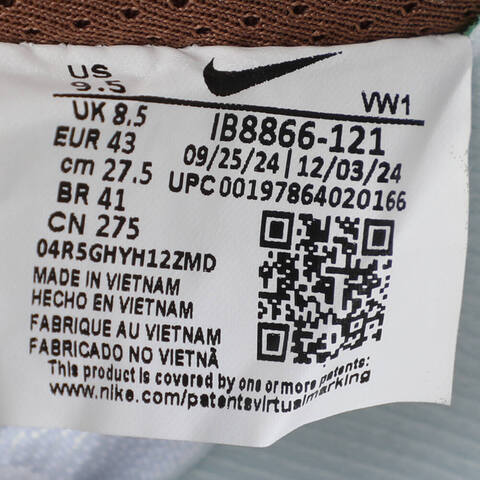 US
9.5
UK 8.5
EUR 43
cm 27.5
BR 41
CN 275
VW1
IB8866-121
09/25/24 | 12/03/24
UPC 00197864020166
04R5GHYH12ZMD
MADE IN VIETNAM
HECHO EN VIETNAM
FABRIQUE AU VIETNAM
FABRICADO NO VIETNÃ
This product is covered by one or more patents:
www.nike.com/patentsvirtualmarking